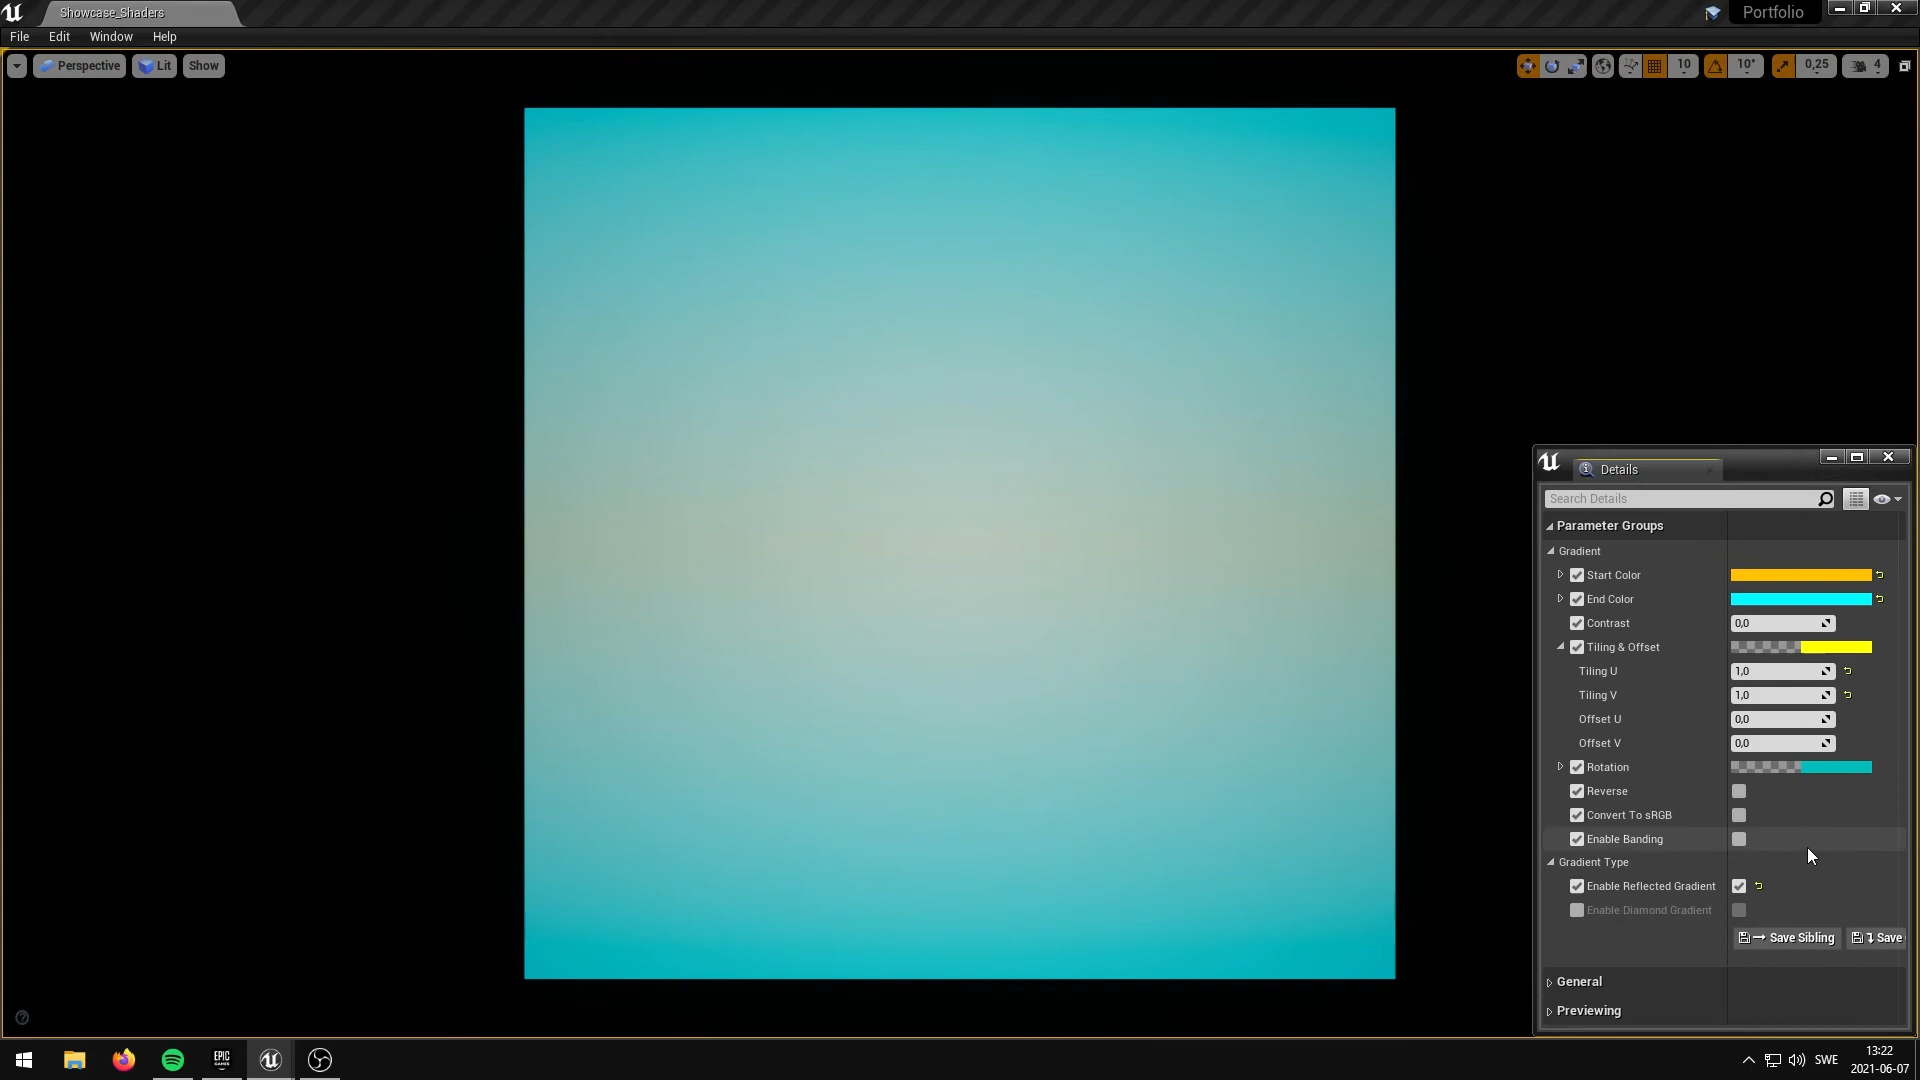 Showcase_Shaders
Portfolio
File Edit Window Help
Perspective Lit Show
10 10° 0,25 4
Details
Search Details
Parameter Groups
Gradient
Start Color
End Color
Contrast 0,0
Tiling & Offset
Tiling U 1,0
Tiling V 1,0
Offset U 0,0
Offset V 0,0
Rotation
Reverse
Convert To sRGB
Enable Banding
Gradient Type
Enable Reflected Gradient
Enable Diamond Gradient
Save Sibling Save
General
Previewing
EPIC
GAMES
SWE
13:22
2021-06-07